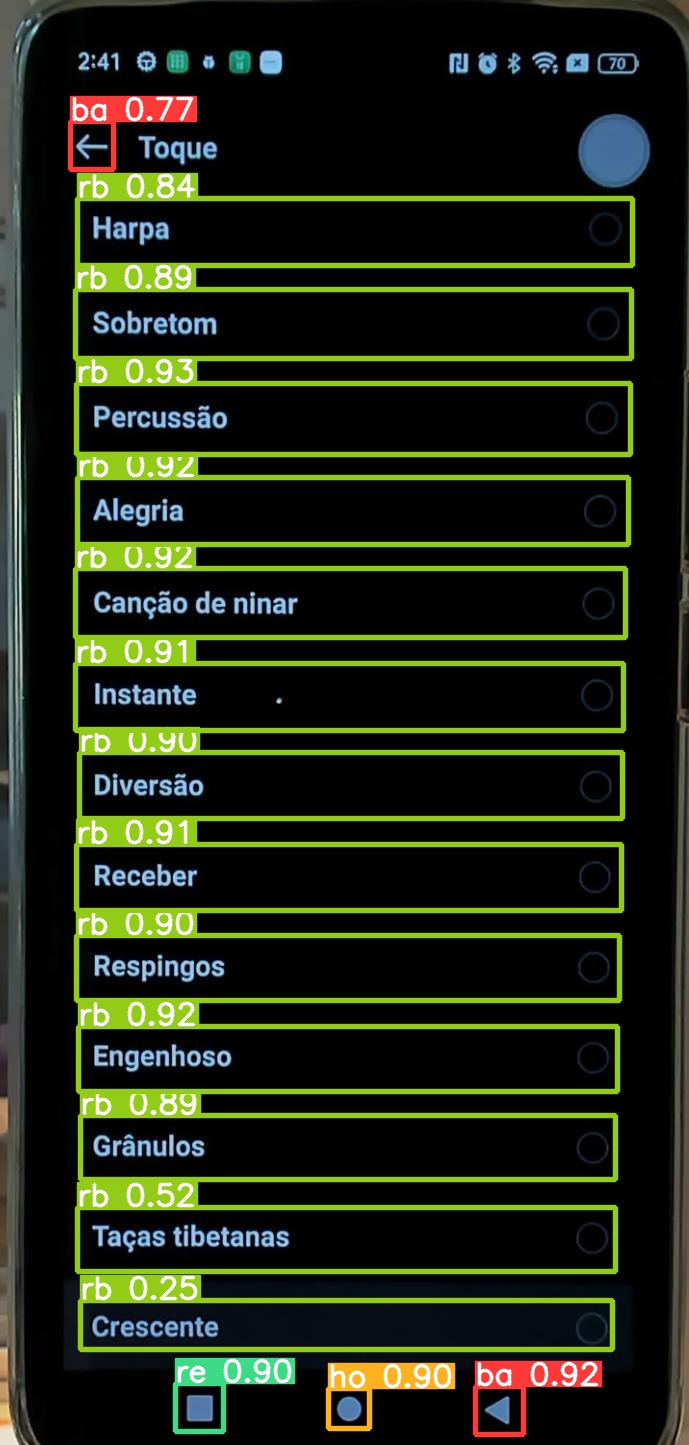 2:41 70
ba 0.77
Toque
rb 0.84
Harpa
rb 0.89
Sobretom
rb 0.93
Percussão
rb 0.92
Alegria
rb 0.92
Canção de ninar
rb 0.91
Instante
rb 0.90
Diversão
rb 0.91
Receber
rb 0.90
Respingos
rb 0.92
Engenhoso
rb 0.89
Grânulos
rb 0.52
Taças tibetanas
rb 0.25
Crescente
re 0.90 ho 0.90 ba 0.92